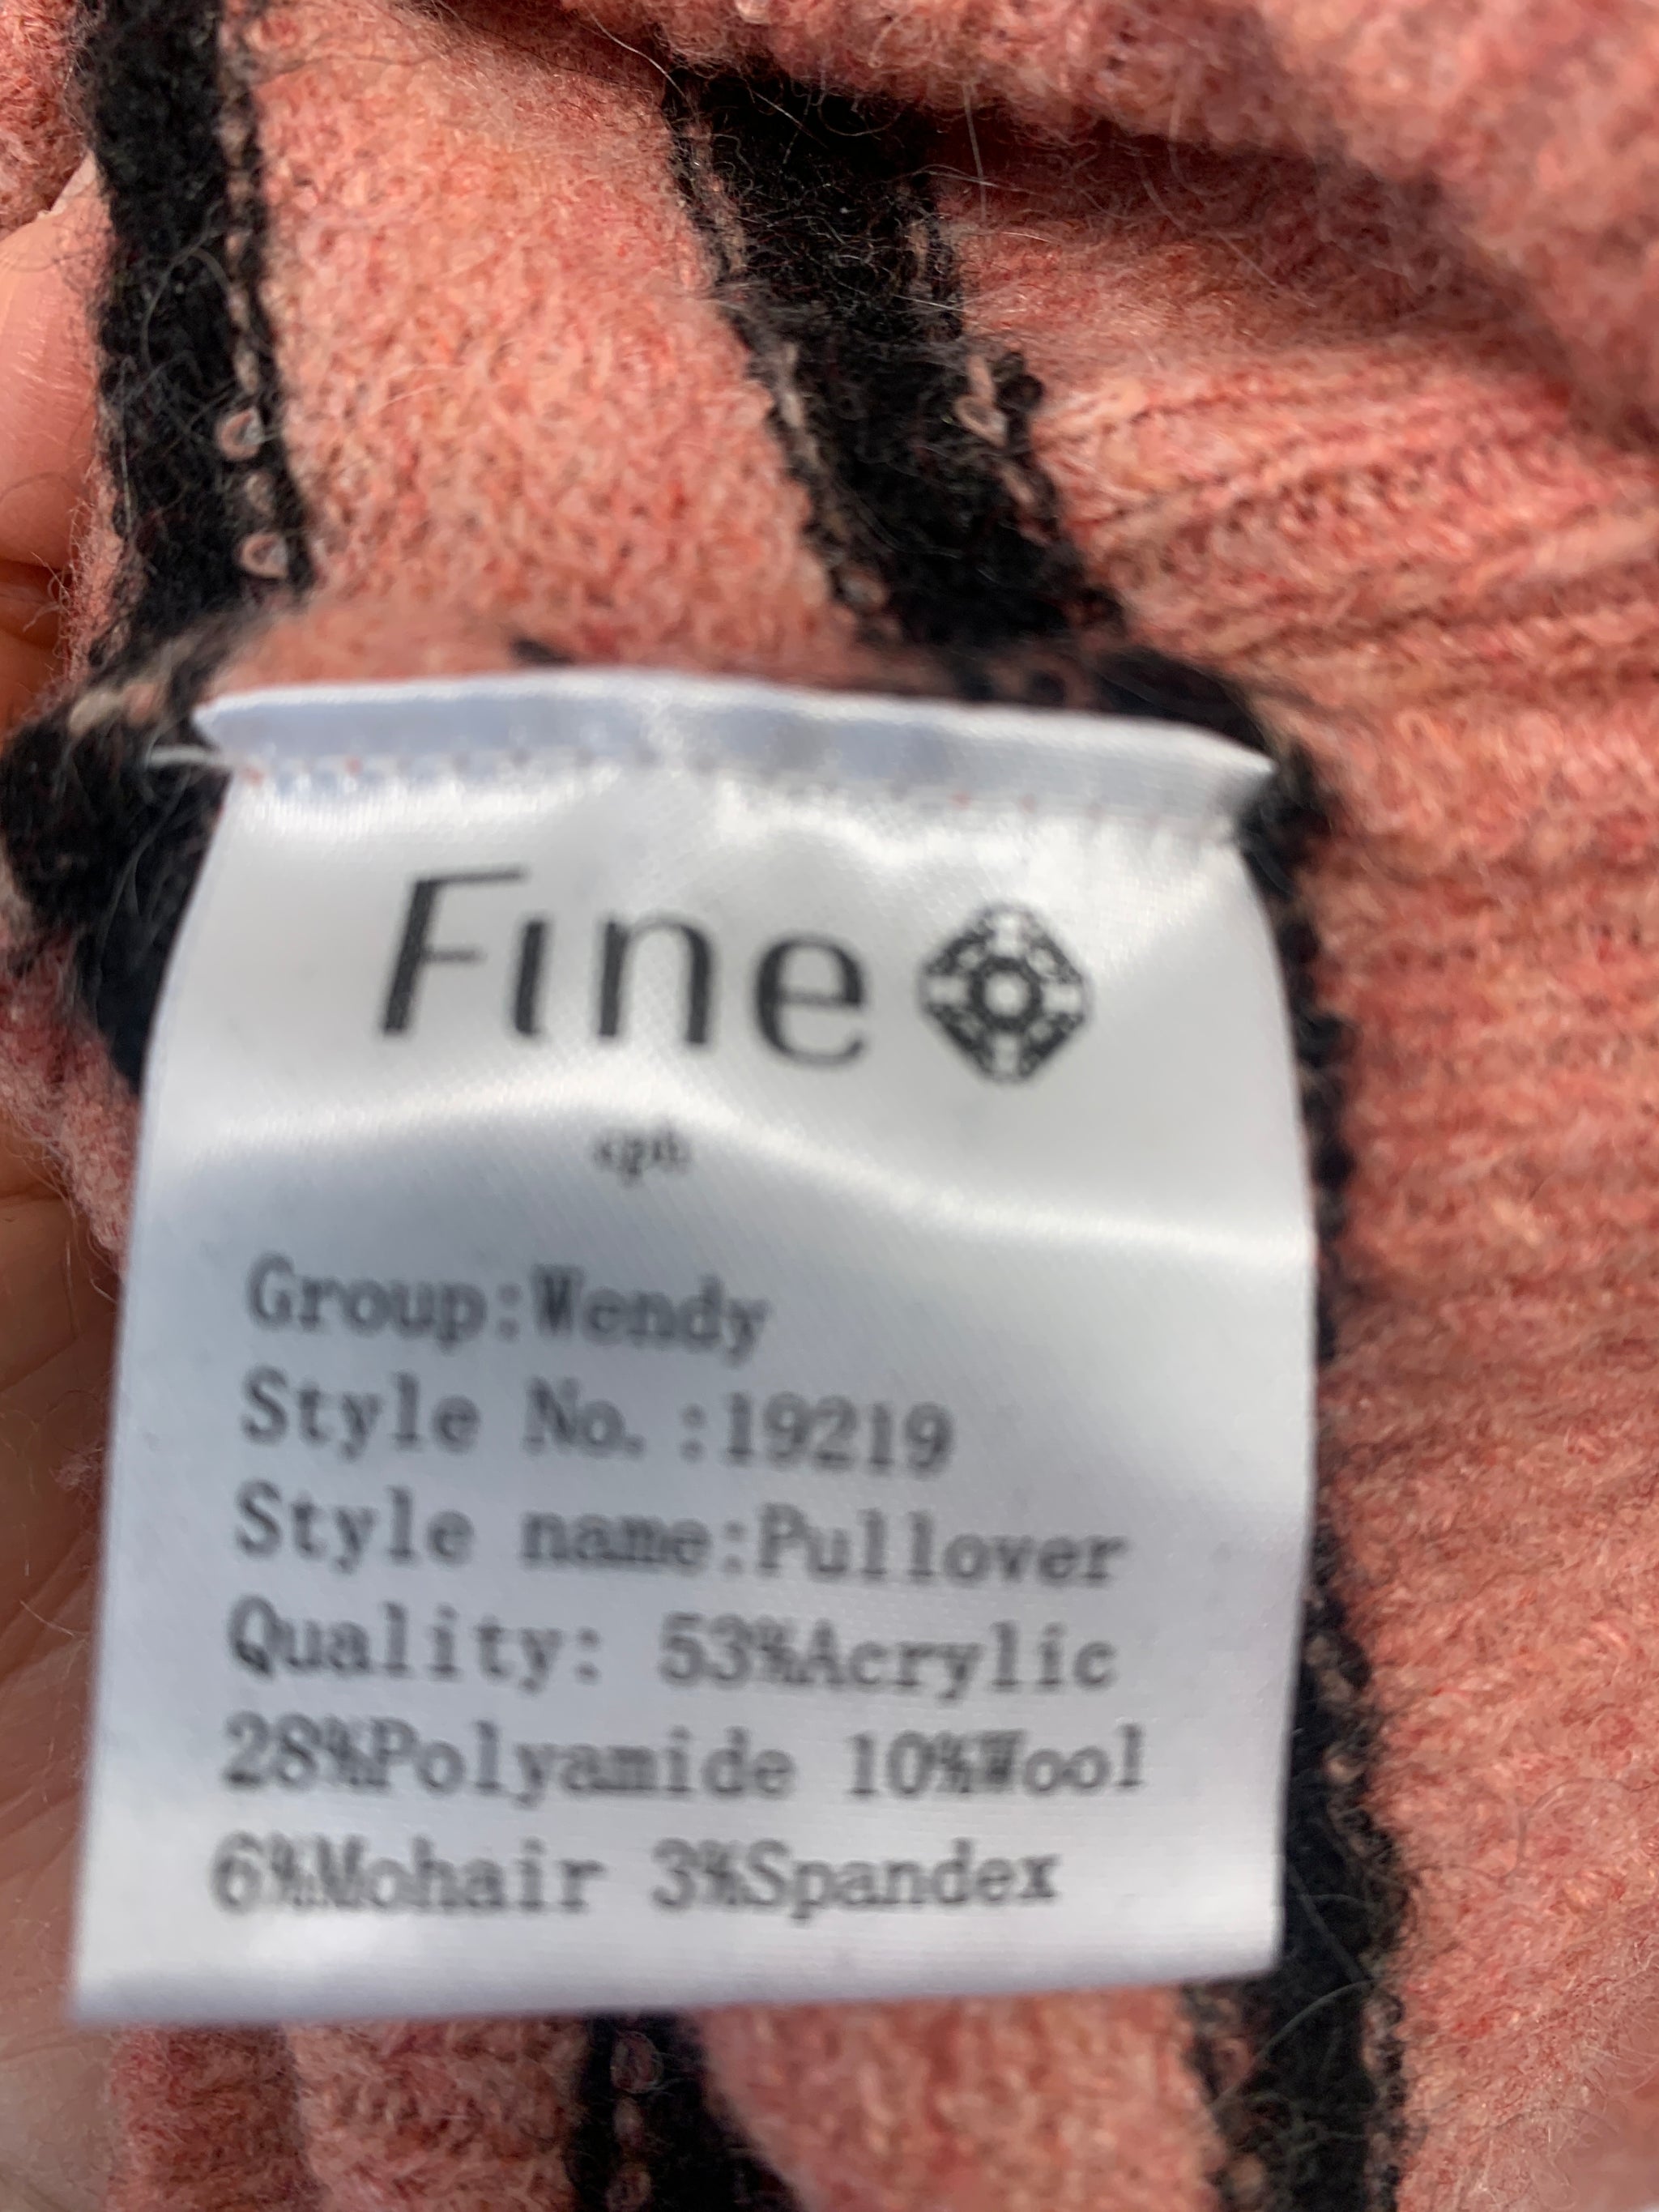 Fine
cph
Group:Wendy
Style No.:19219
Style name:Pullover
Quality: 53%Acrylic
28%Polyamide 10%Wool
6%Mohair 3%Spandex